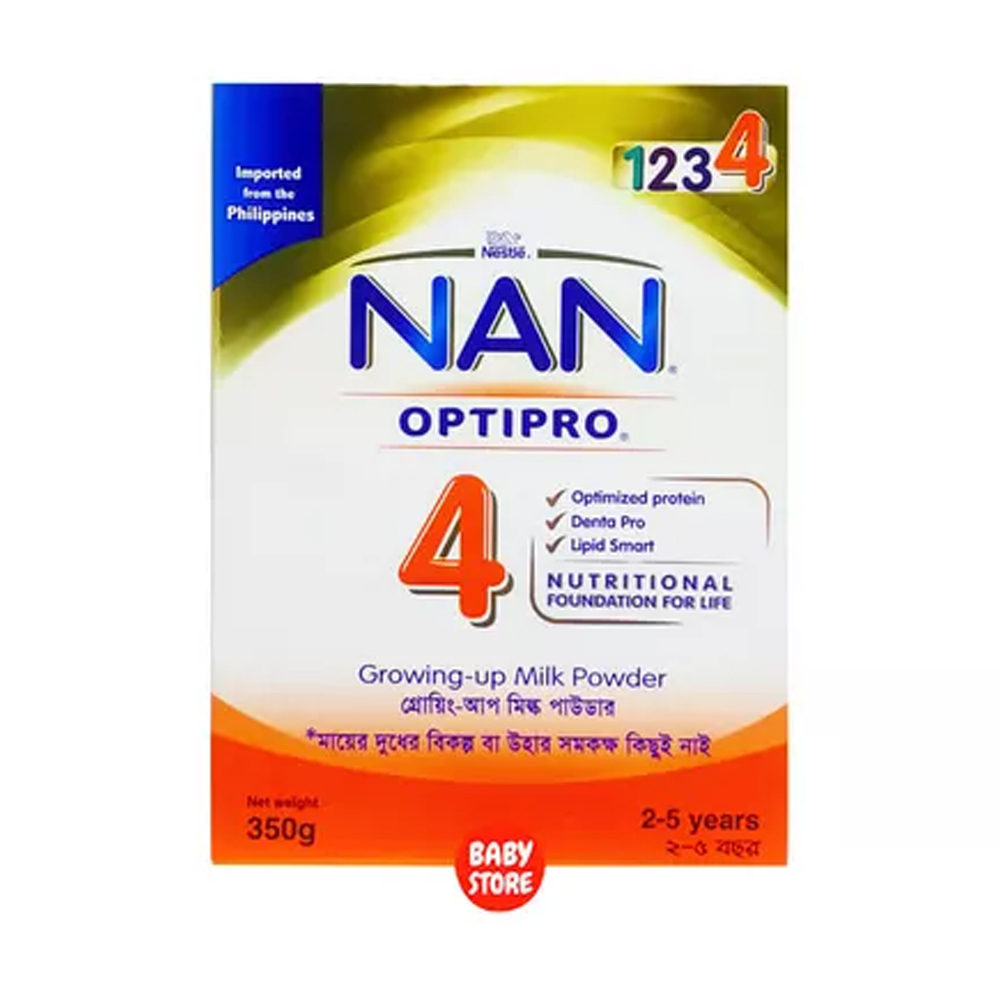 Imported
from the
Philippines
1234
Nestlé.
NAN®
OPTIPRO®
4
✓ Optimized protein
✓ Denta Pro
✓ Lipid Smart
NUTRITIONAL
FOUNDATION FOR LIFE
Growing-up Milk Powder
গ্রোয়িং-আপ মিল্ক পাউডার
*মায়ের দুধের বিকল্প বা উহার সমকক্ষ কিছুই নাই
Net weight
350g
2-5 years
২-৫ বছর
BABY
STORE